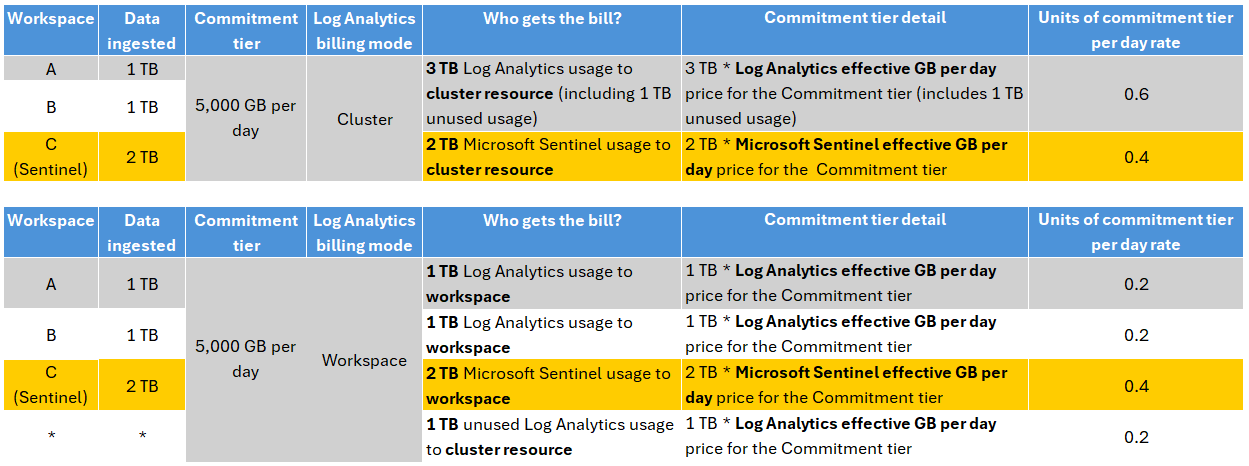 Workspace Data ingested Commitment tier Log Analytics billing mode Who gets the bill? Commitment tier detail Units of commitment tier per day rate
A 1 TB 5,000 GB per day Cluster 3 TB Log Analytics usage to cluster resource (including 1 TB unused usage) 3 TB * Log Analytics effective GB per day price for the Commitment tier (includes 1 TB unused usage) 0.6
B 1 TB
C (Sentinel) 2 TB 2 TB Microsoft Sentinel usage to cluster resource 2 TB * Microsoft Sentinel effective GB per day price for the Commitment tier 0.4
Workspace Data ingested Commitment tier Log Analytics billing mode Who gets the bill? Commitment tier detail Units of commitment tier per day rate
A 1 TB 5,000 GB per day Workspace 1 TB Log Analytics usage to workspace 1 TB * Log Analytics effective GB per day price for the Commitment tier 0.2
B 1 TB 1 TB Log Analytics usage to workspace 1 TB * Log Analytics effective GB per day price for the Commitment tier 0.2
C (Sentinel) 2 TB 2 TB Microsoft Sentinel usage to workspace 2 TB * Microsoft Sentinel effective GB per day price for the Commitment tier 0.4
* * 1 TB unused Log Analytics usage to cluster resource 1 TB * Log Analytics effective GB per day price for the Commitment tier 0.2